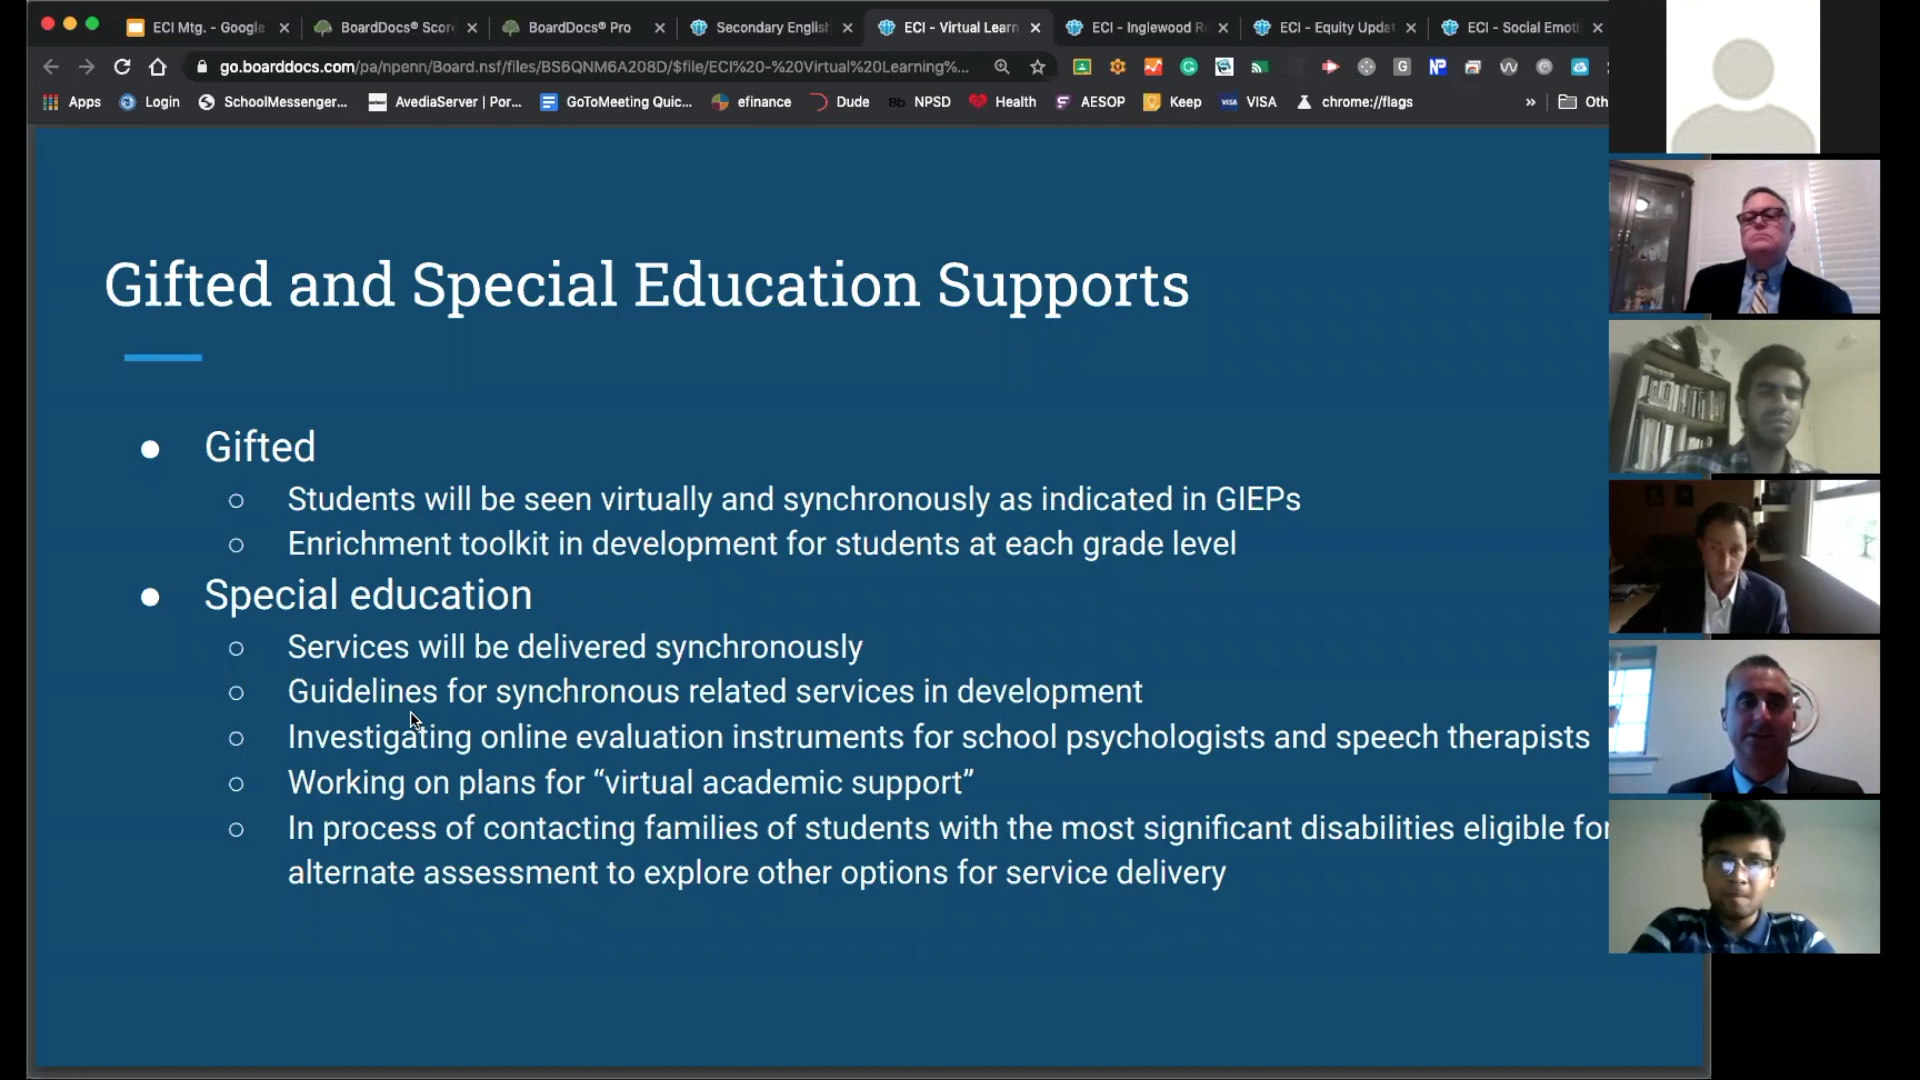 ECI Mtg. - Google
BoardDocs® Score
BoardDocs® Pro
Secondary English
ECI - Virtual Learn
ECI - Inglewood R
ECI - Equity Updat
ECI - Social Emoti
go.boarddocs.com/pa/npenn/Board.nsf/files/BS6QNM6A208D/$file/ECI%20-%20Virtual%20Learning%...
Apps
Login
SchoolMessenger...
AvediaServer | Por...
GoToMeeting Quic...
efinance
Dude
Bb NPSD
Health
AESOP
Keep
VISA VISA
chrome://flags
»
Oth
Gifted and Special Education Supports
● Gifted
○ Students will be seen virtually and synchronously as indicated in GIEPs
○ Enrichment toolkit in development for students at each grade level
● Special education
○ Services will be delivered synchronously
○ Guidelines for synchronous related services in development
○ Investigating online evaluation instruments for school psychologists and speech therapists
○ Working on plans for “virtual academic support”
○ In process of contacting families of students with the most significant disabilities eligible for
alternate assessment to explore other options for service delivery